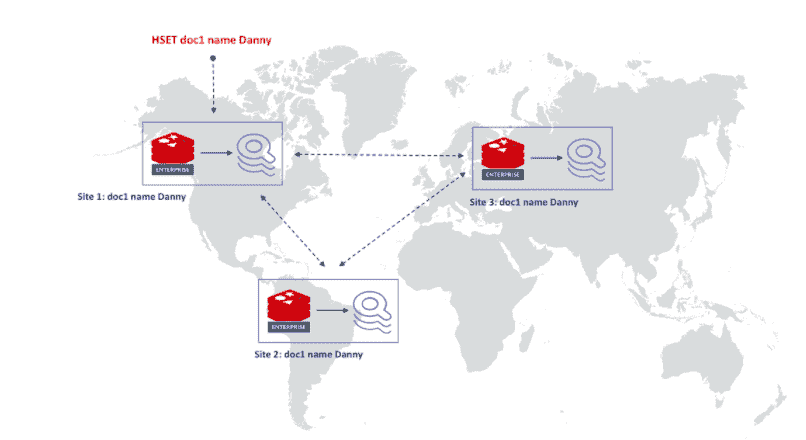 HSET doc1 name Danny
ENTERPRISE
Site 1: doc1 name Danny
ENTERPRISE
Site 3: doc1 name Danny
ENTERPRISE
Site 2: doc1 name Danny